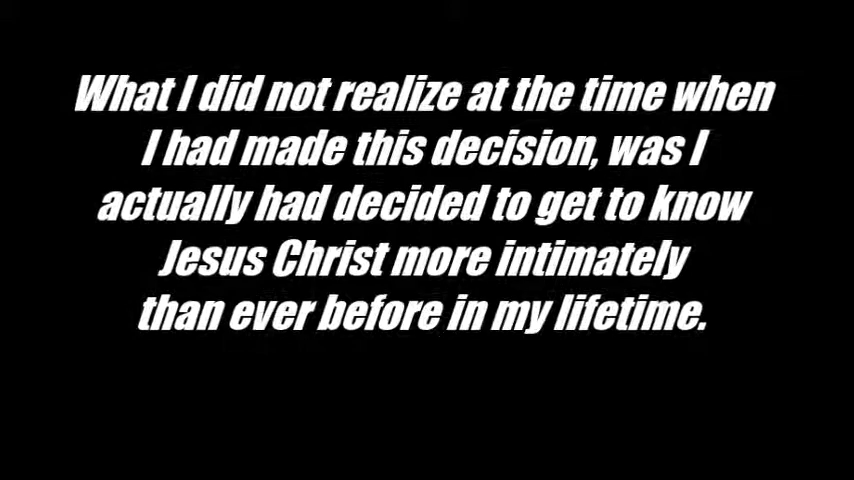 What I did not realize at the time when
I had made this decision, was I
actually had decided to get to know
Jesus Christ more intimately
than ever before in my lifetime.